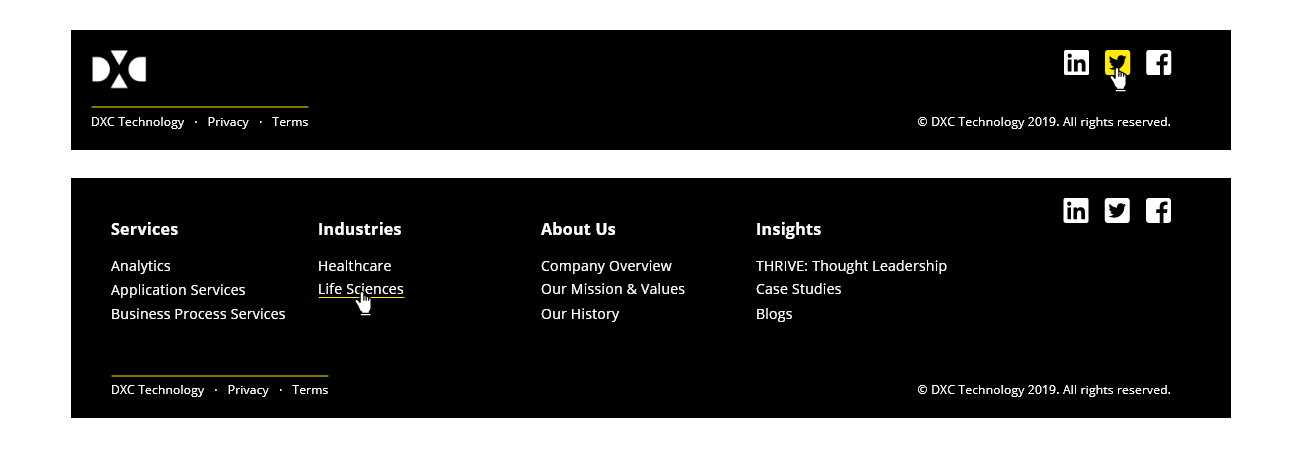 DXC
in
DXC Technology · Privacy · Terms
© DXC Technology 2019. All rights reserved.
in
Services Industries About Us Insights
Analytics Healthcare Company Overview THRIVE: Thought Leadership
Application Services Life Sciences Our Mission & Values Case Studies
Business Process Services Our History Blogs
DXC Technology · Privacy · Terms © DXC Technology 2019. All rights reserved.